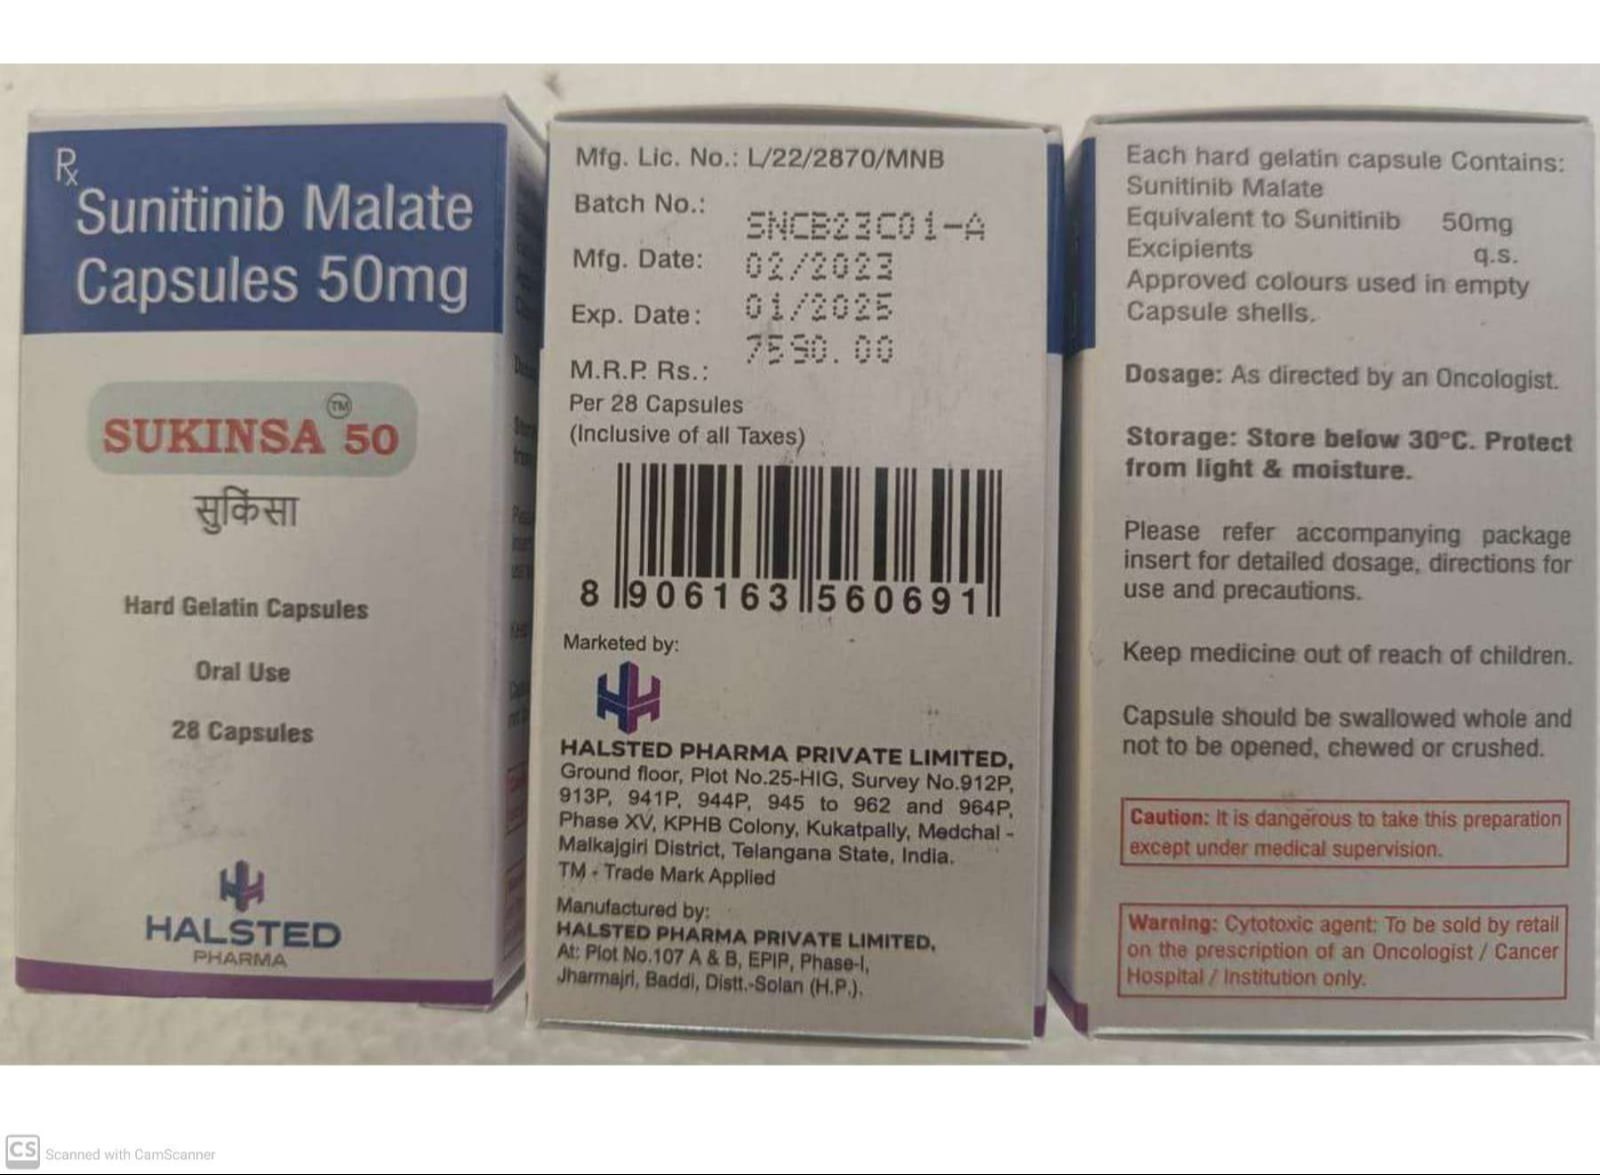 Rx
Sunitinib Malate
Capsules 50mg
SUKINSA™ 50
सुकिंसा
Hard Gelatin Capsules
Oral Use
28 Capsules
HALSTED
PHARMA
Mfg. Lic. No.: L/22/2870/MNB
Batch No.: SNCB23C01-A
Mfg. Date: 02/2023
Exp. Date: 01/2025
M.R.P. Rs.: 7590.00
Per 28 Capsules
(Inclusive of all Taxes)
8 906163 560691
Marketed by:
HALSTED PHARMA PRIVATE LIMITED,
Ground floor, Plot No.25-HIG, Survey No.912P,
913P, 941P, 944P, 945 to 962 and 964P,
Phase XV, KPHB Colony, Kukatpally, Medchal -
Malkajgiri District, Telangana State, India.
TM - Trade Mark Applied
Manufactured by:
HALSTED PHARMA PRIVATE LIMITED,
At: Plot No.107 A & B, EPIP, Phase-I,
Jharmajri, Baddi, Distt.-Solan (H.P.).
Each hard gelatin capsule Contains:
Sunitinib Malate
Equivalent to Sunitinib 50mg
Excipients q.s.
Approved colours used in empty
Capsule shells.
Dosage: As directed by an Oncologist.
Storage: Store below 30°C. Protect
from light & moisture.
Please refer accompanying package
insert for detailed dosage, directions for
use and precautions.
Keep medicine out of reach of children.
Capsule should be swallowed whole and
not to be opened, chewed or crushed.
Caution: It is dangerous to take this preparation
except under medical supervision.
Warning: Cytotoxic agent: To be sold by retail
on the prescription of an Oncologist / Cancer
Hospital / Institution only.
CS Scanned with CamScanner